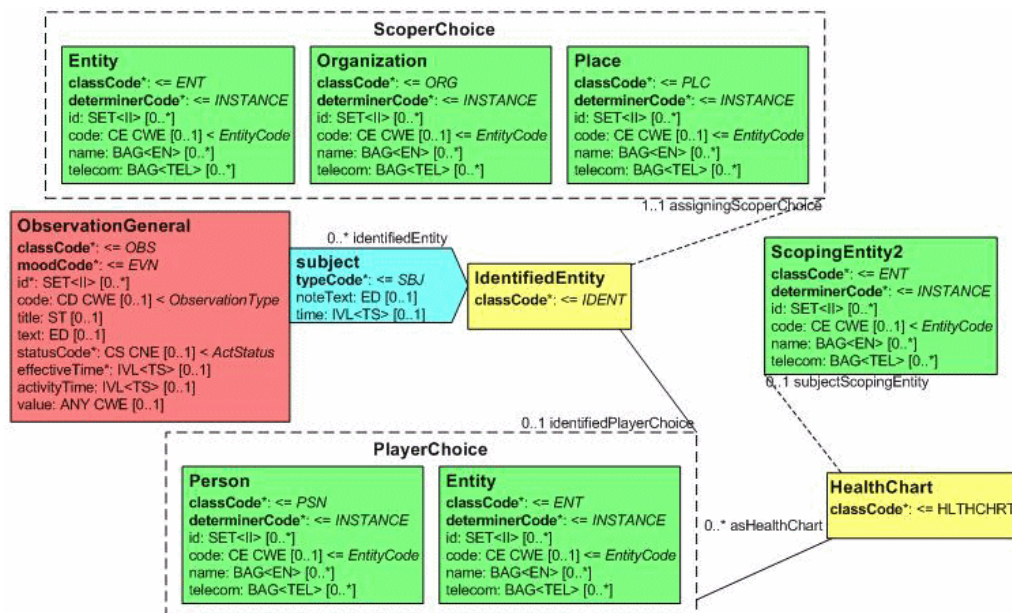 ScoperChoice
Entity
classCode*: <= ENT
determinerCode*: <= INSTANCE
id: SET<II> [0..*]
code: CE CWE [0..1] < EntityCode
name: BAG<EN> [0..*]
telecom: BAG<TEL> [0..*]
Organization
classCode*: <= ORG
determinerCode*: <= INSTANCE
id: SET<II> [0..*]
code: CE CWE [0..1] <= EntityCode
name: BAG<EN> [0..*]
telecom: BAG<TEL> [0..*]
Place
classCode*: <= PLC
determinerCode*: <= INSTANCE
id: SET<II> [0..*]
code: CE CWE [0..1] <= EntityCode
name: BAG<EN> [0..*]
telecom: BAG<TEL> [0..*]
1..1 assigningScoperChoice
ObservationGeneral
classCode*: <= OBS
moodCode*: <= EVN
id*: SET<II> [0..*]
code: CD CWE [0..1] < ObservationType
title: ST [0..1]
text: ED [0..1]
statusCode*: CS CNE [0..1] < ActStatus
effectiveTime*: IVL<TS> [0..1]
activityTime: IVL<TS> [0..1]
value: ANY CWE [0..1]
0..* identifiedEntity
subject
typeCode*: <= SBJ
noteText: ED [0..1]
time: IVL<TS> [0..1]
IdentifiedEntity
classCode*: <= IDENT
ScopingEntity2
classCode*: <= ENT
determinerCode*: <= INSTANCE
id: SET<II> [0..*]
code: CE CWE [0..1] < EntityCode
name: BAG<EN> [0..*]
telecom: BAG<TEL> [0..*]
0..1 subjectScopingEntity
0..1 identifiedPlayerChoice
PlayerChoice
Person
classCode*: <= PSN
determinerCode*: <= INSTANCE
id: SET<II> [0..*]
code: CE CWE [0..1] <= EntityCode
name: BAG<EN> [0..*]
telecom: BAG<TEL> [0..*]
Entity
classCode*: <= ENT
determinerCode*: <= INSTANCE
id: SET<II> [0..*]
code: CE CWE [0..1] <= EntityCode
name: BAG<EN> [0..*]
telecom: BAG<TEL> [0..*]
HealthChart
classCode*: <= HLTHCHRT
0..* asHealthChart